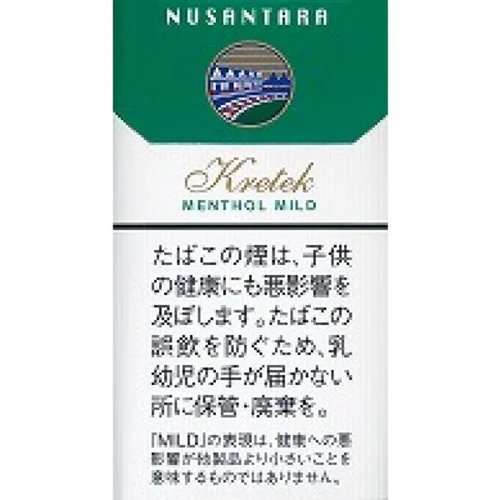 NUSANTARA
Kretek
MENTHOL MILD
たばこの煙は、子供
の健康にも悪影響を
及ぼします。たばこの
誤飲を防ぐため、乳
幼児の手が届かない
所に保管・廃棄を。
「MILD」の表現は、健康への悪
影響が他製品より小さいことを
意味するものではありません。